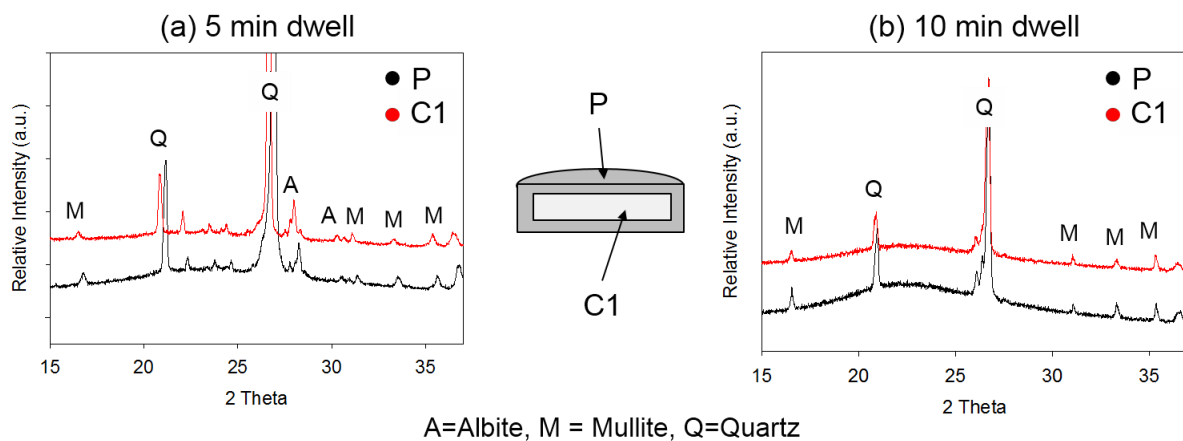 (a) 5 min dwell
Relative Intensity (a.u.)
P
C1
Q
Q
A
A
M
M
M
M
15 20 25 30 35
2 Theta
P
C1
(b) 10 min dwell
Relative Intensity (a.u.)
P
C1
Q
Q
M
M
M
M
15 20 25 30 35
2 Theta
A=Albite, M = Mullite, Q=Quartz